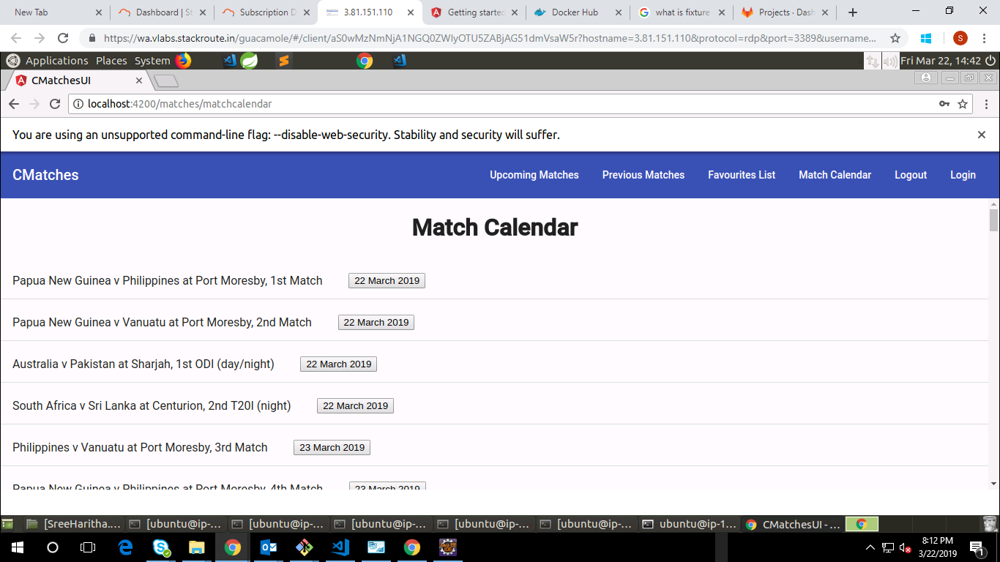 New Tab
Dashboard | St
Subscription D
3.81.151.110
Getting started
Docker Hub
what is fixture
Projects · Dash
https://wa.vlabs.stackroute.in/guacamole/#/client/aS0wMzNmNjA1NGQ0ZWIyOTU5ZABjAG51dmVsaW5r?hostname=3.81.151.110&protocol=rdp&port=3389&username...
S
Applications Places System
Fri Mar 22, 14:42
CMatchesUI
localhost:4200/matches/matchcalendar
You are using an unsupported command-line flag: --disable-web-security. Stability and security will suffer.
CMatches
Upcoming Matches
Previous Matches
Favourites List
Match Calendar
Logout
Login
Match Calendar
Papua New Guinea v Philippines at Port Moresby, 1st Match 22 March 2019
Papua New Guinea v Vanuatu at Port Moresby, 2nd Match 22 March 2019
Australia v Pakistan at Sharjah, 1st ODI (day/night) 22 March 2019
South Africa v Sri Lanka at Centurion, 2nd T20I (night) 22 March 2019
Philippines v Vanuatu at Port Moresby, 3rd Match 23 March 2019
Papua New Guinea v Philippines at Port Moresby, 4th Match 23 March 2019
[SreeHaritha....
[ubuntu@ip-...
[ubuntu@ip-...
[ubuntu@ip-...
[ubuntu@ip-...
[ubuntu@ip-...
ubuntu@ip-1...
CMatchesUI - ...
8:12 PM
3/22/2019
1